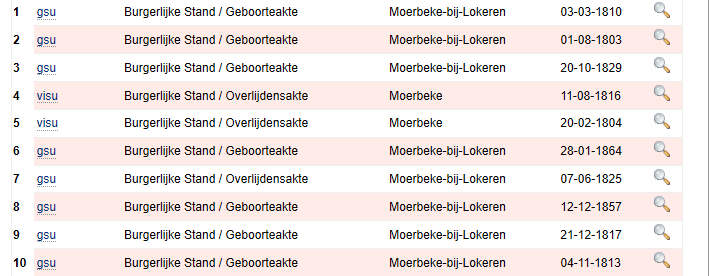 1 gsu Burgerlijke Stand / Geboorteakte Moerbeke-bij-Lokeren 03-03-1810
2 gsu Burgerlijke Stand / Geboorteakte Moerbeke-bij-Lokeren 01-08-1803
3 gsu Burgerlijke Stand / Geboorteakte Moerbeke-bij-Lokeren 20-10-1829
4 visu Burgerlijke Stand / Overlijdensakte Moerbeke 11-08-1816
5 visu Burgerlijke Stand / Overlijdensakte Moerbeke 20-02-1804
6 gsu Burgerlijke Stand / Geboorteakte Moerbeke-bij-Lokeren 28-01-1864
7 gsu Burgerlijke Stand / Overlijdensakte Moerbeke-bij-Lokeren 07-06-1825
8 gsu Burgerlijke Stand / Geboorteakte Moerbeke-bij-Lokeren 12-12-1857
9 gsu Burgerlijke Stand / Geboorteakte Moerbeke-bij-Lokeren 21-12-1817
10 gsu Burgerlijke Stand / Geboorteakte Moerbeke-bij-Lokeren 04-11-1813